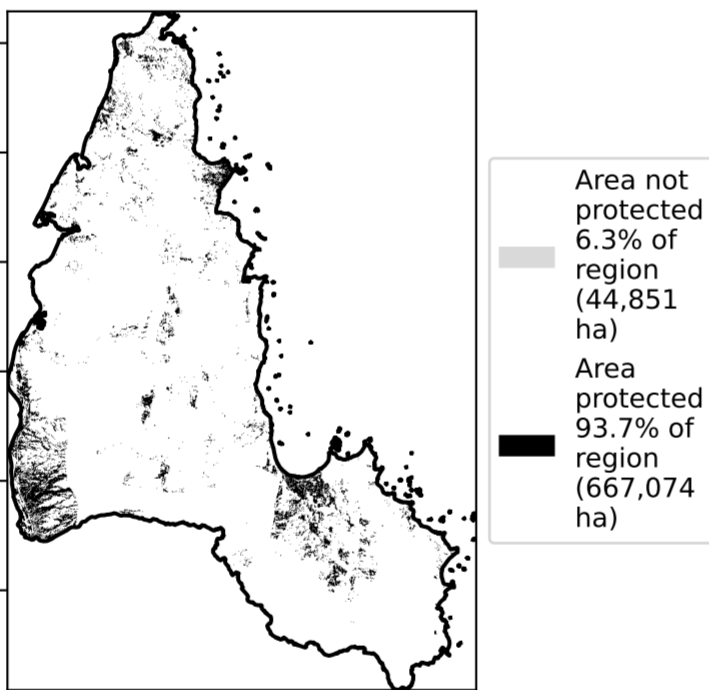 Area not
protected
6.3% of
region
(44,851
ha)
Area
protected
93.7% of
region
(667,074
ha)